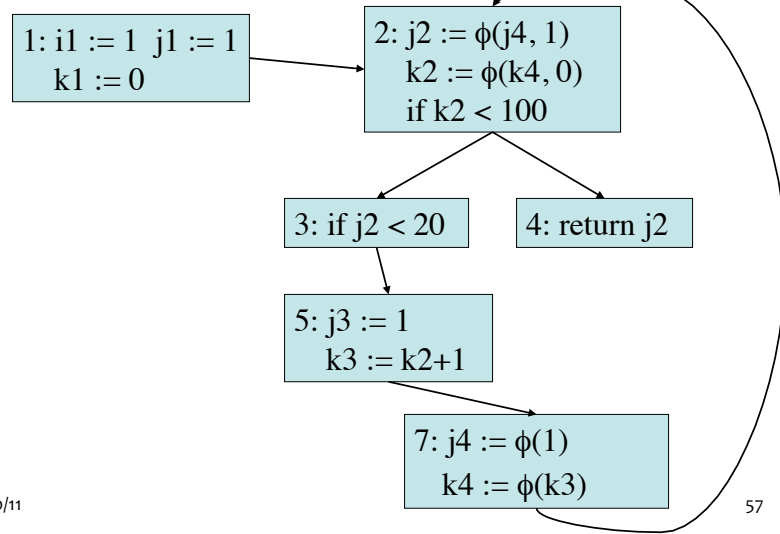 1: i1 := 1 j1 := 1
k1 := 0
2: j2 := ϕ(j4, 1)
k2 := ϕ(k4, 0)
if k2 < 100
3: if j2 < 20
4: return j2
5: j3 := 1
k3 := k2+1
7: j4 := ϕ(1)
k4 := ϕ(k3)
/11
57